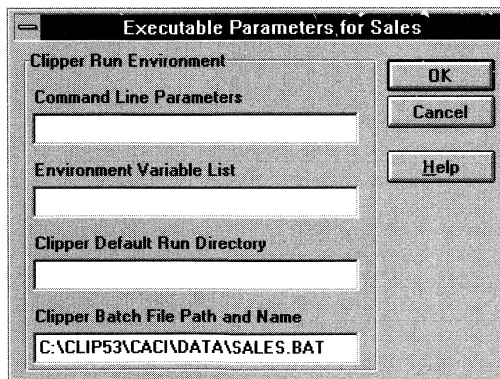 Executable Parameters for Sales
Clipper Run Environment
Command Line Parameters
Environment Variable List
Clipper Default Run Directory
Clipper Batch File Path and Name
C:\CLIP53\CACI\DATA\SALES.BAT
OK
Cancel
Help